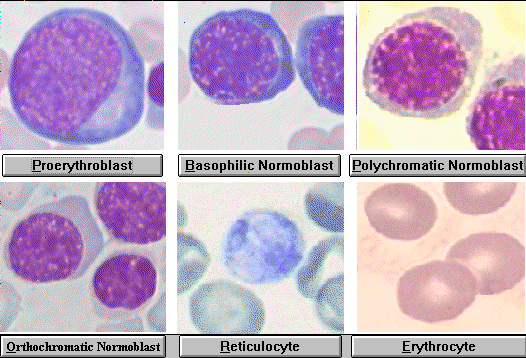 Proerythroblast
Basophilic Normoblast
Polychromatic Normoblast
Orthochromatic Normoblast
Reticulocyte
Erythrocyte